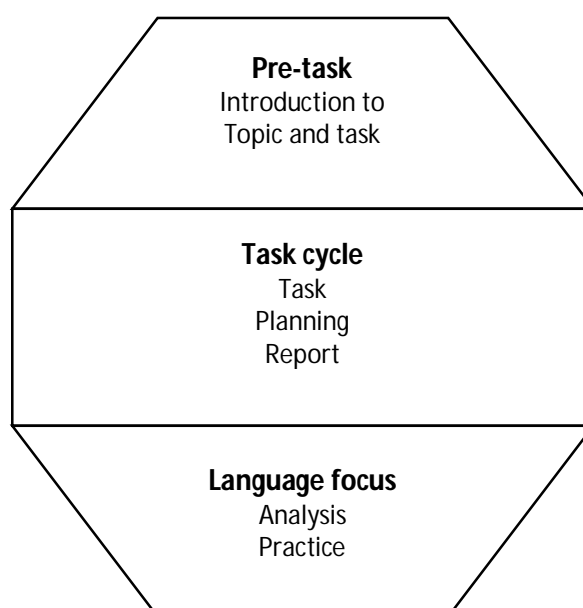 Pre-task
Introduction to
Topic and task
Task cycle
Task
Planning
Report
Language focus
Analysis
Practice